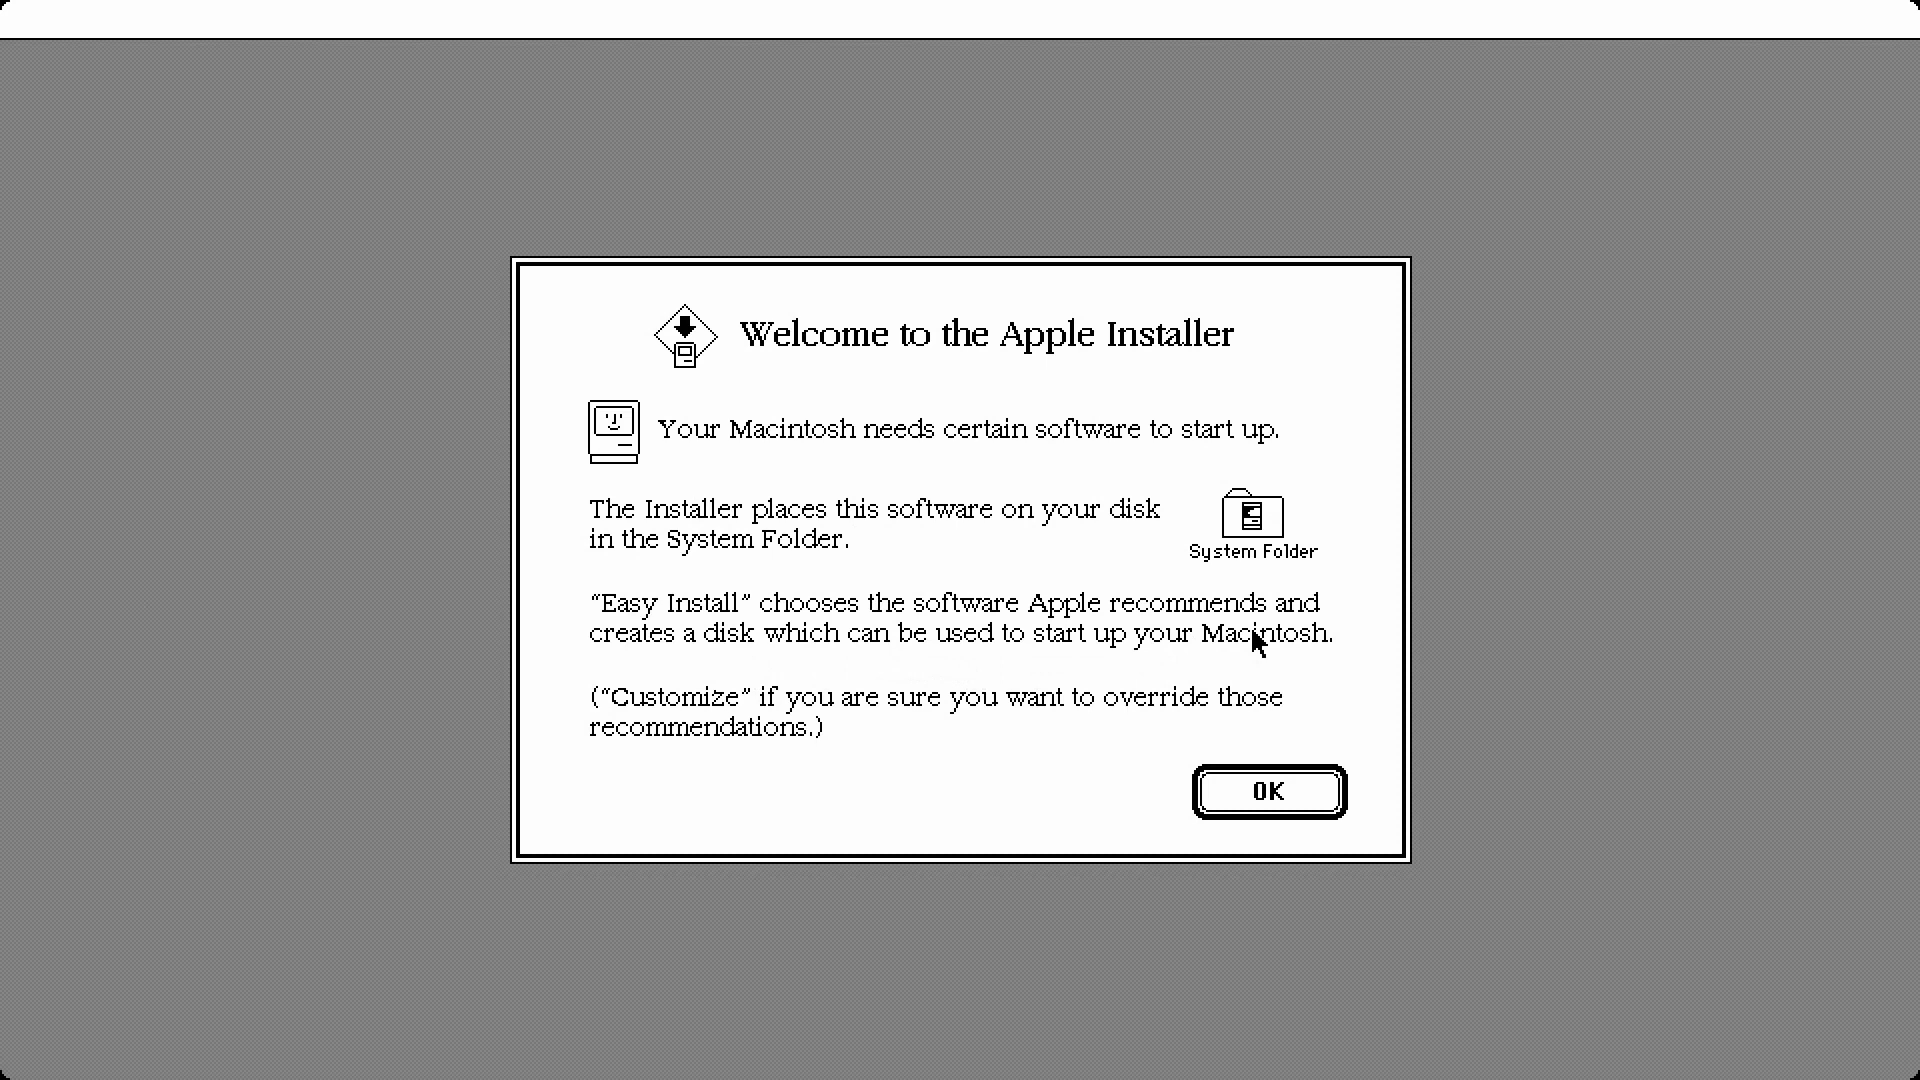 Welcome to the Apple Installer
Your Macintosh needs certain software to start up.
The Installer places this software on your disk
in the System Folder.
System Folder
“Easy Install” chooses the software Apple recommends and
creates a disk which can be used to start up your Macintosh.
(“Customize” if you are sure you want to override those
recommendations.)
OK